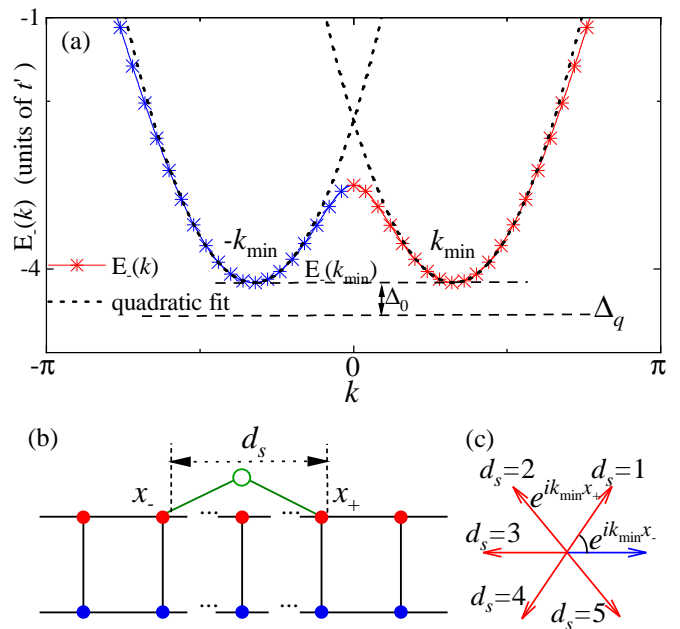 -1
(a)
E_-(k) (units of t')
-k_min
k_min
E_-(k)
E_(k_min)
-4
Δ_0
quadratic fit
Δ_q
-π
0
π
k
(b)
d_s
x_-
x_+
...
...
...
...
(c)
d_s=2
d_s=1
e^{ik_min x_+}
d_s=3
e^{ik_min x_-}
d_s=4
d_s=5